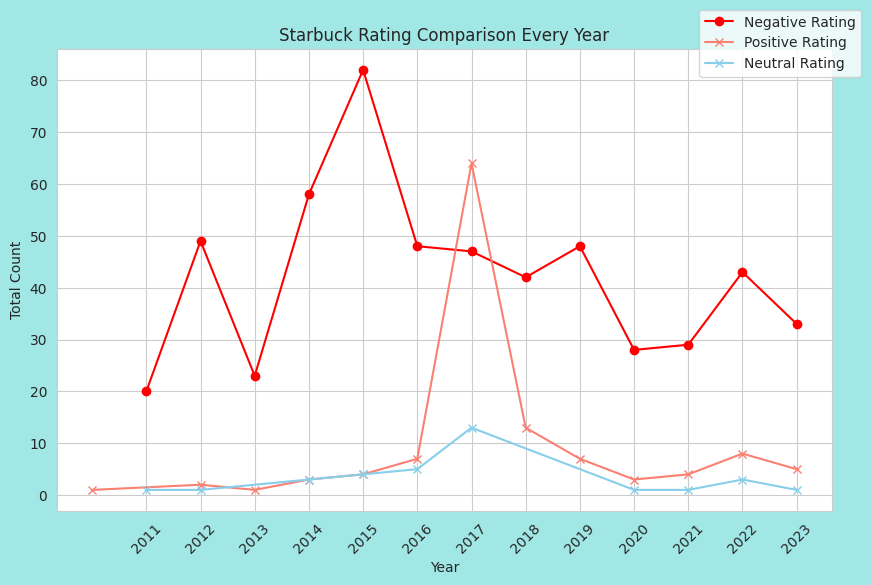 Starbuck Rating Comparison Every Year
Negative Rating
Positive Rating
Neutral Rating
Total Count
80
70
60
50
40
30
20
10
0
2011 2012 2013 2014 2015 2016 2017 2018 2019 2020 2021 2022 2023
Year